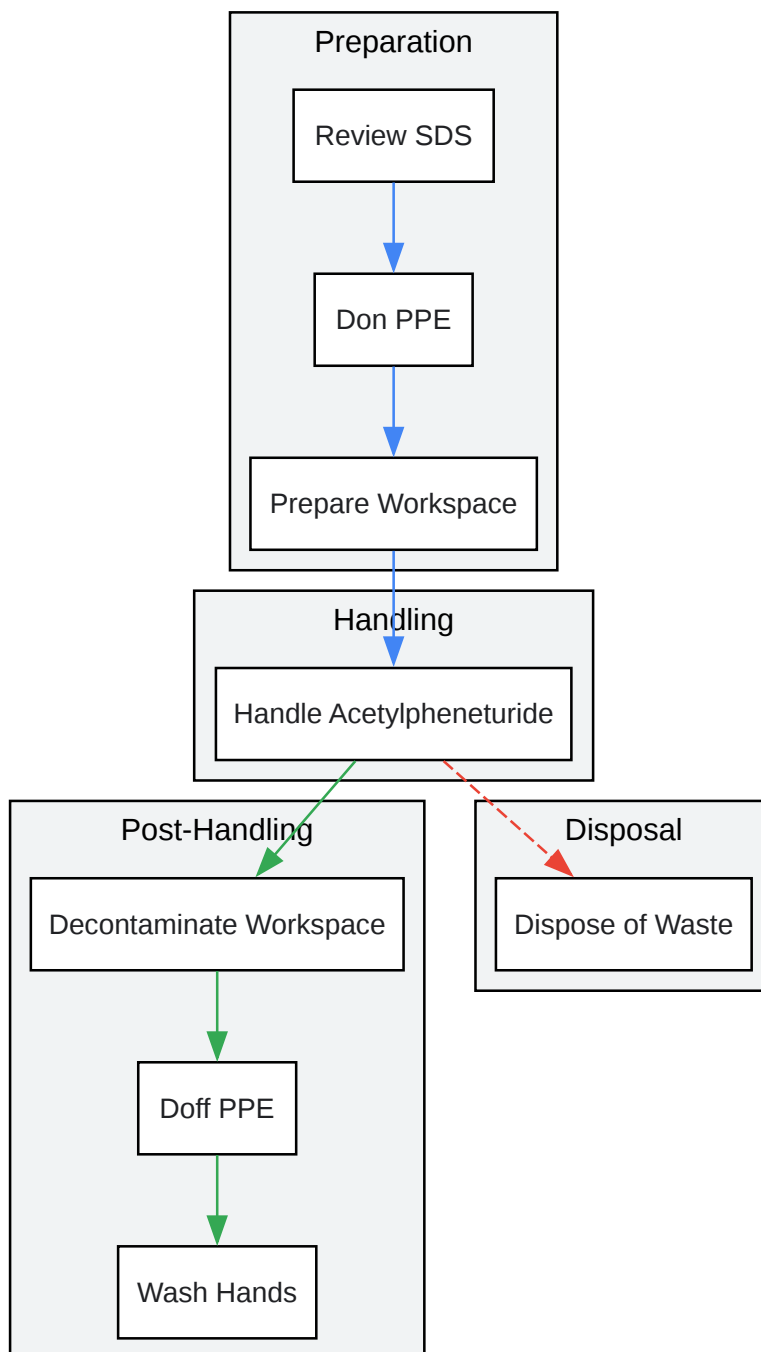 Preparation
Review SDS
Don PPE
Prepare Workspace
Handling
Handle Acetylpheneturide
Post-Handling
Decontaminate Workspace
Doff PPE
Wash Hands
Disposal
Dispose of Waste